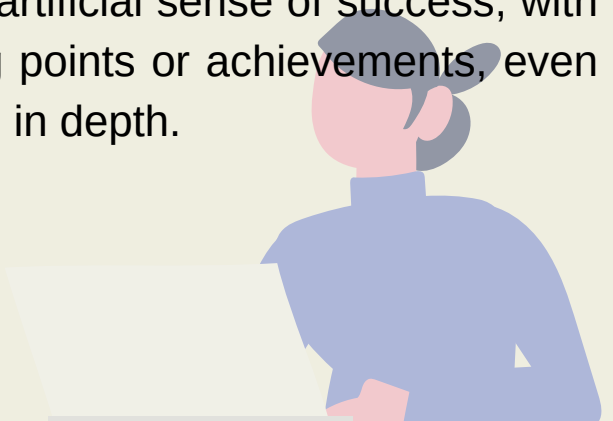 artificial sense of success, with
points or achievements, even
in depth.